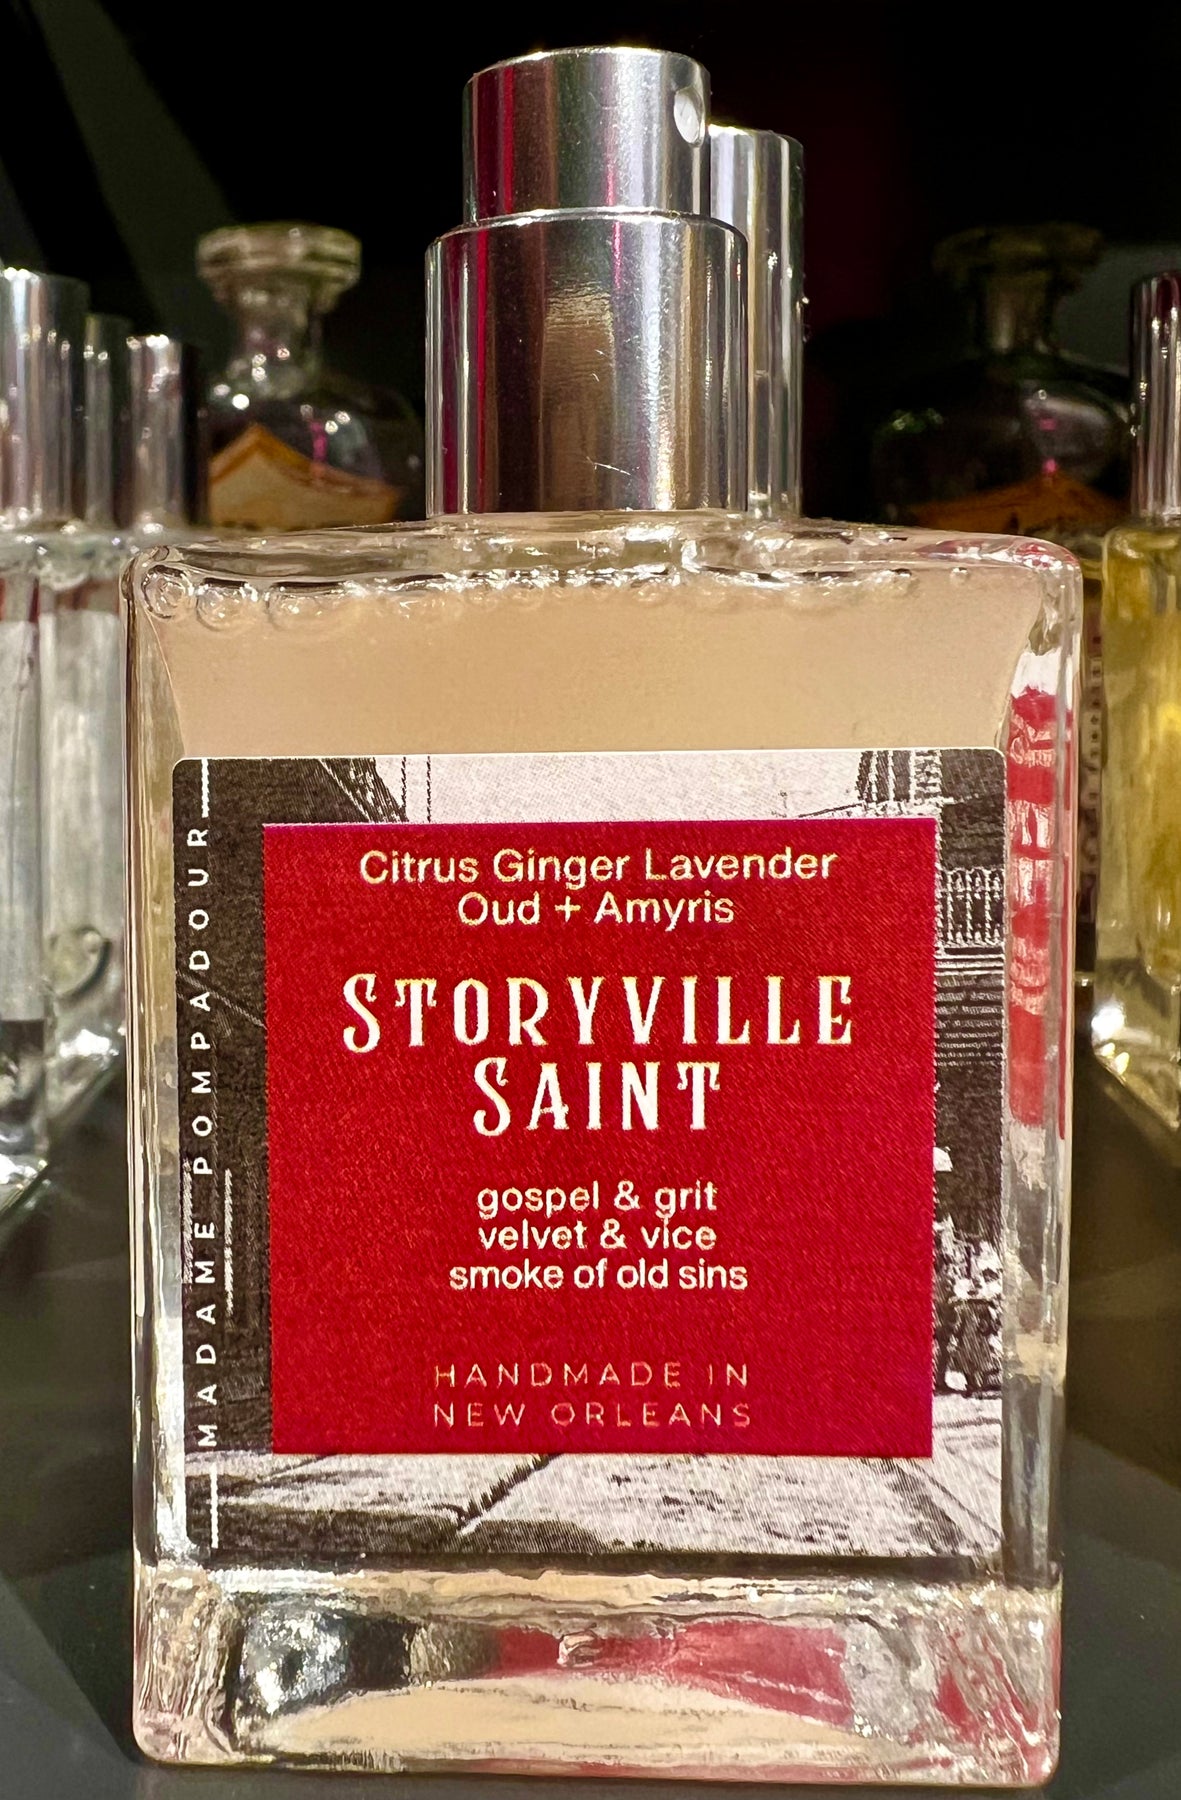 Citrus Ginger Lavender
Oud + Amyris
STORYVILLE
SAINT
gospel & grit
velvet & vice
smoke of old sins
HANDMADE IN
NEW ORLEANS
MADAME POMPADOUR